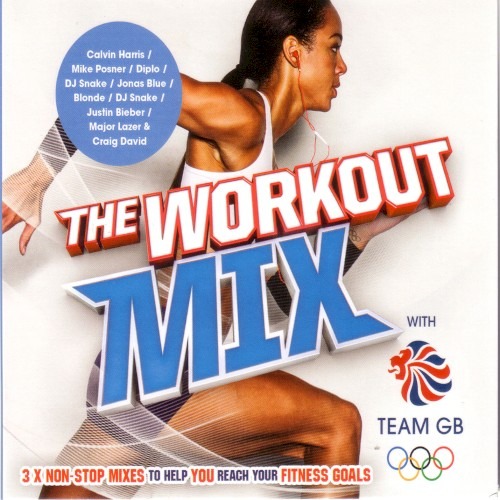 Calvin Harris /
Mike Posner / Diplo /
DJ Snake / Jonas Blue /
Blonde / DJ Snake /
Justin Bieber /
Major Lazer &
Craig David
THE WORKOUT
MIX
WITH
TEAM GB
3 X NON-STOP MIXES TO HELP YOU REACH YOUR FITNESS GOALS